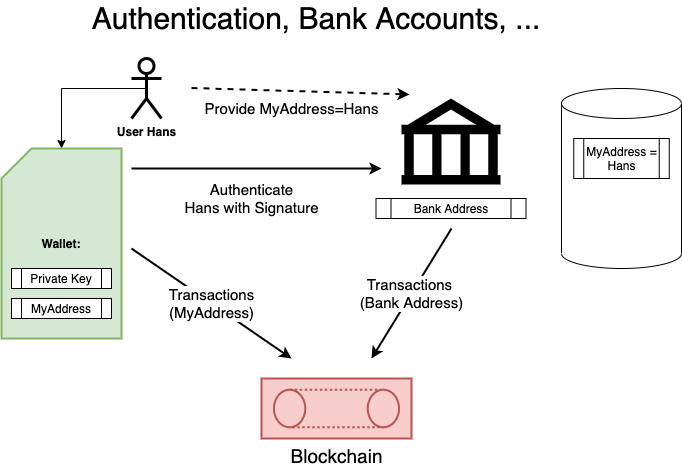 Authentication, Bank Accounts, ...
Provide MyAddress=Hans
User Hans
MyAddress =
Hans
Authenticate
Hans with Signature
Bank Address
Wallet:
Private Key
MyAddress
Transactions
(MyAddress)
Transactions
(Bank Address)
Blockchain